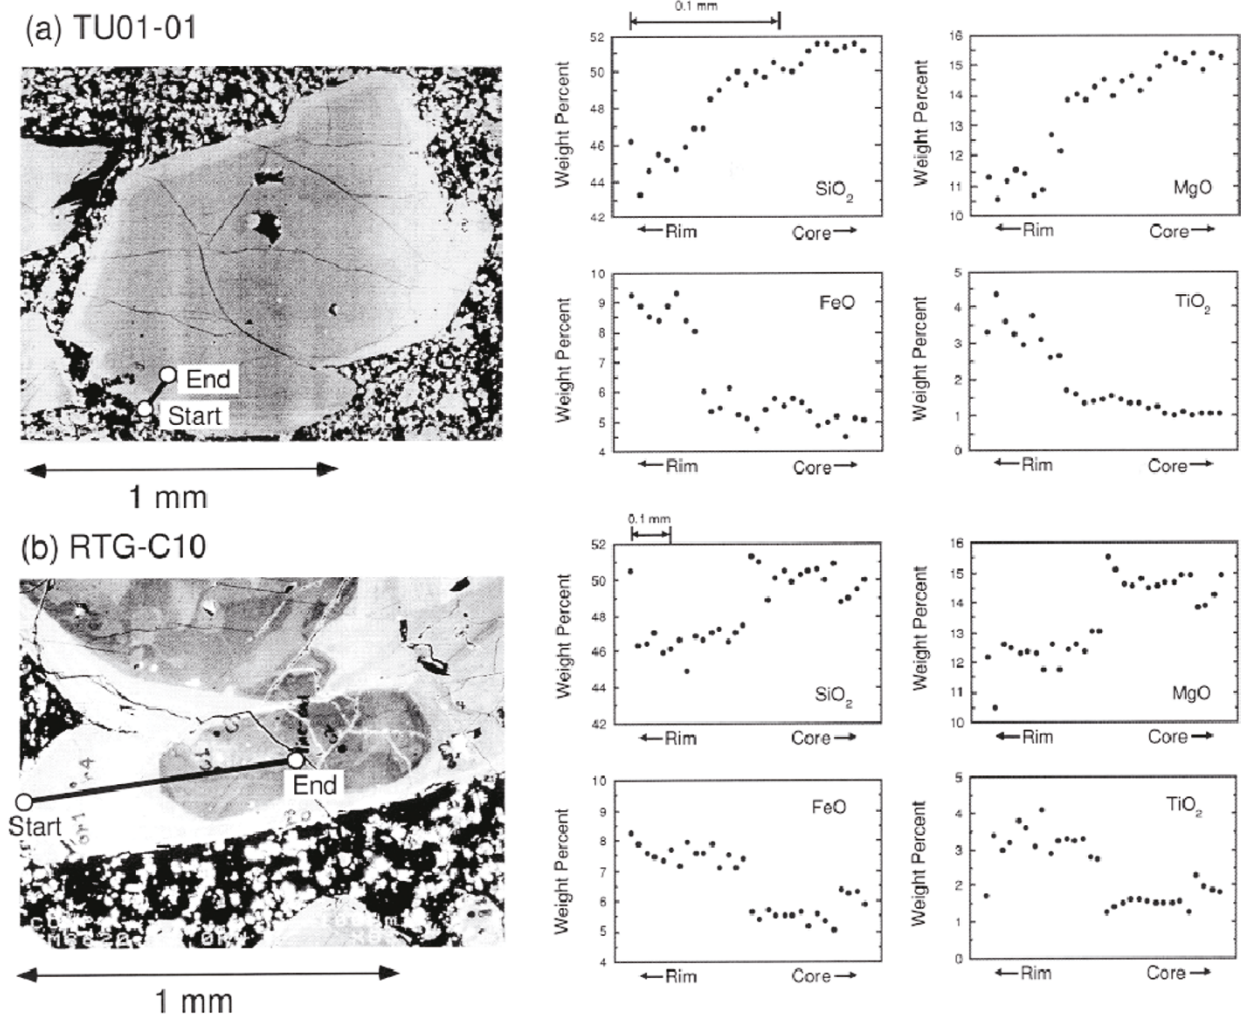 (a) TU01-01
End
Start
1 mm
0.1 mm
52
50
48
46
44
42
Weight Percent
SiO2
Rim
Core
16
15
14
13
12
11
10
Weight Percent
MgO
Rim
Core
10
9
8
7
6
5
4
Weight Percent
FeO
Rim
Core
5
4
3
2
1
0
Weight Percent
TiO2
Rim
Core
(b) RTG-C10
End
Start
1 mm
0.1 mm
52
50
48
46
44
42
Weight Percent
SiO2
Rim
Core
16
15
14
13
12
11
10
Weight Percent
MgO
Rim
Core
10
9
8
7
6
5
4
Weight Percent
FeO
Rim
Core
5
4
3
2
1
0
Weight Percent
TiO2
Rim
Core